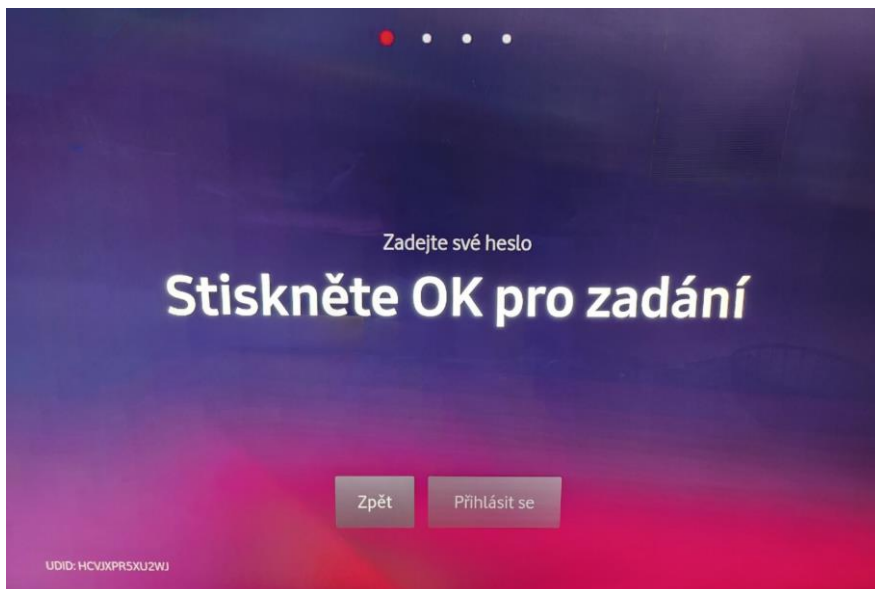 Zadejte své heslo
Stiskněte OK pro zadání
Zpět
Přihlásit se
UDID: HCVJXPR5XU2WJ